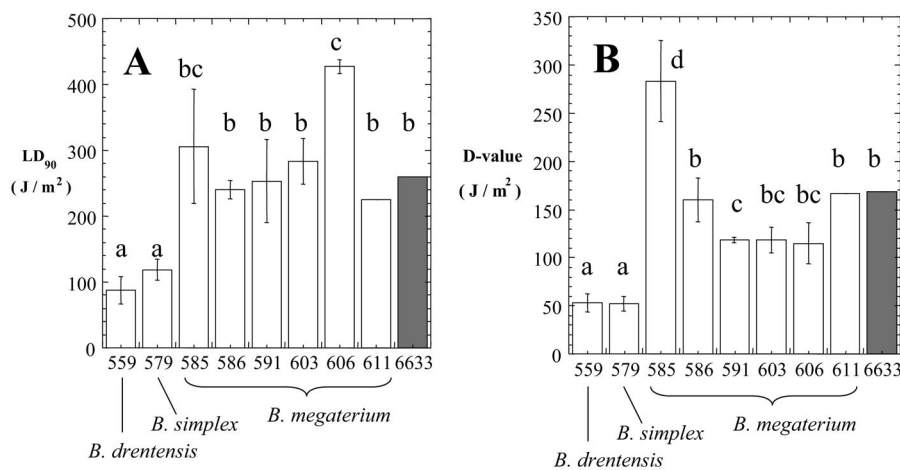 A
500
400
300
200
100
0
LD90
( J / m2 )
a
a
bc
b
b
b
c
b
b
559
579
585
586
591
603
606
611
6633
B. simplex
B. megaterium
B. drentensis
B
350
300
250
200
150
100
50
0
D-value
( J / m2 )
a
a
d
b
c
bc
bc
b
b
559
579
585
586
591
603
606
611
6633
B. simplex
B. megaterium
B. drentensis